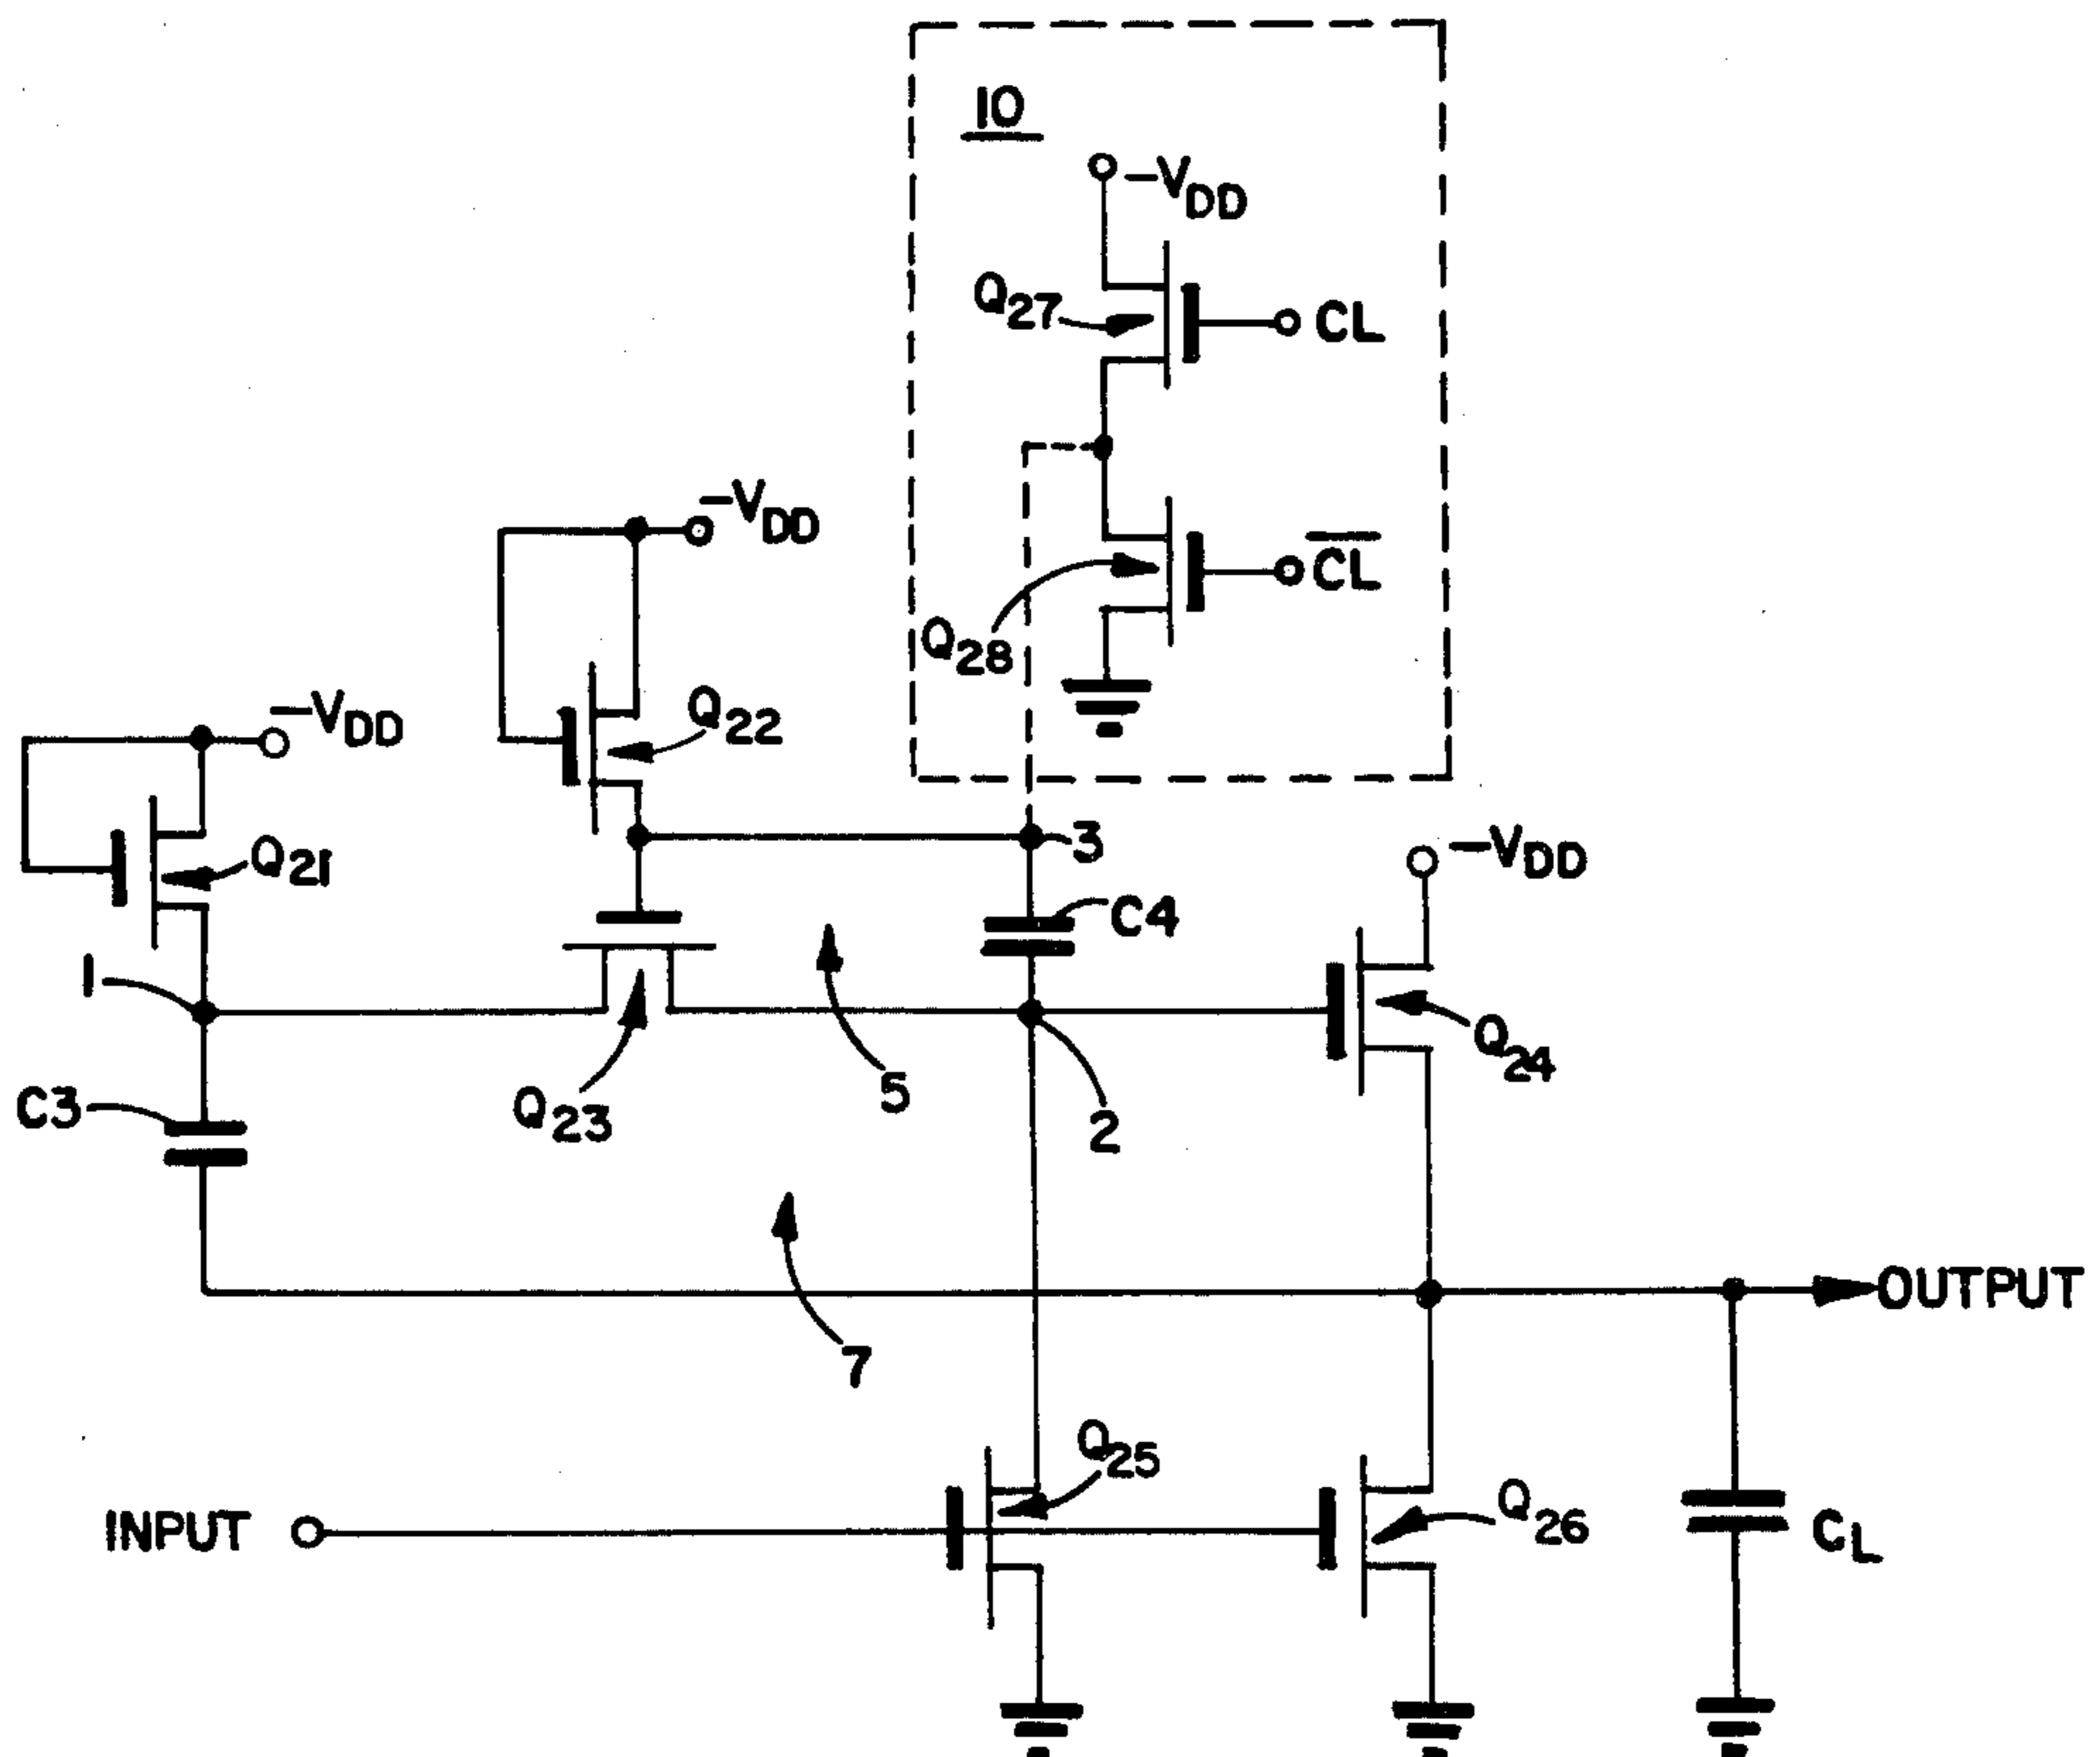 10
-VDD
Q27
CL
-VDD
C̅L̅
Q28
Q22
-VDD
Q21
3
-VDD
C4
1
Q24
C3
Q23
5
2
OUTPUT
7
Q25
INPUT
Q26
CL